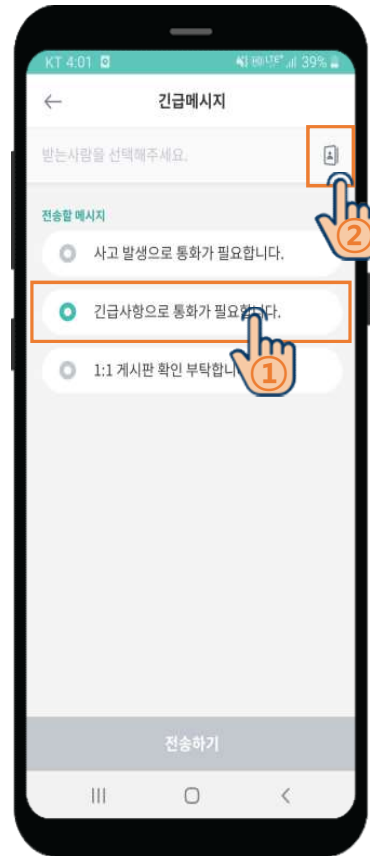 KT 4:01 39%
긴급메시지
받는사람을 선택해주세요.
②
전송할 메시지
사고 발생으로 통화가 필요합니다.
긴급사항으로 통화가 필요합니다.
1:1 게시판 확인 부탁합니
①
전송하기